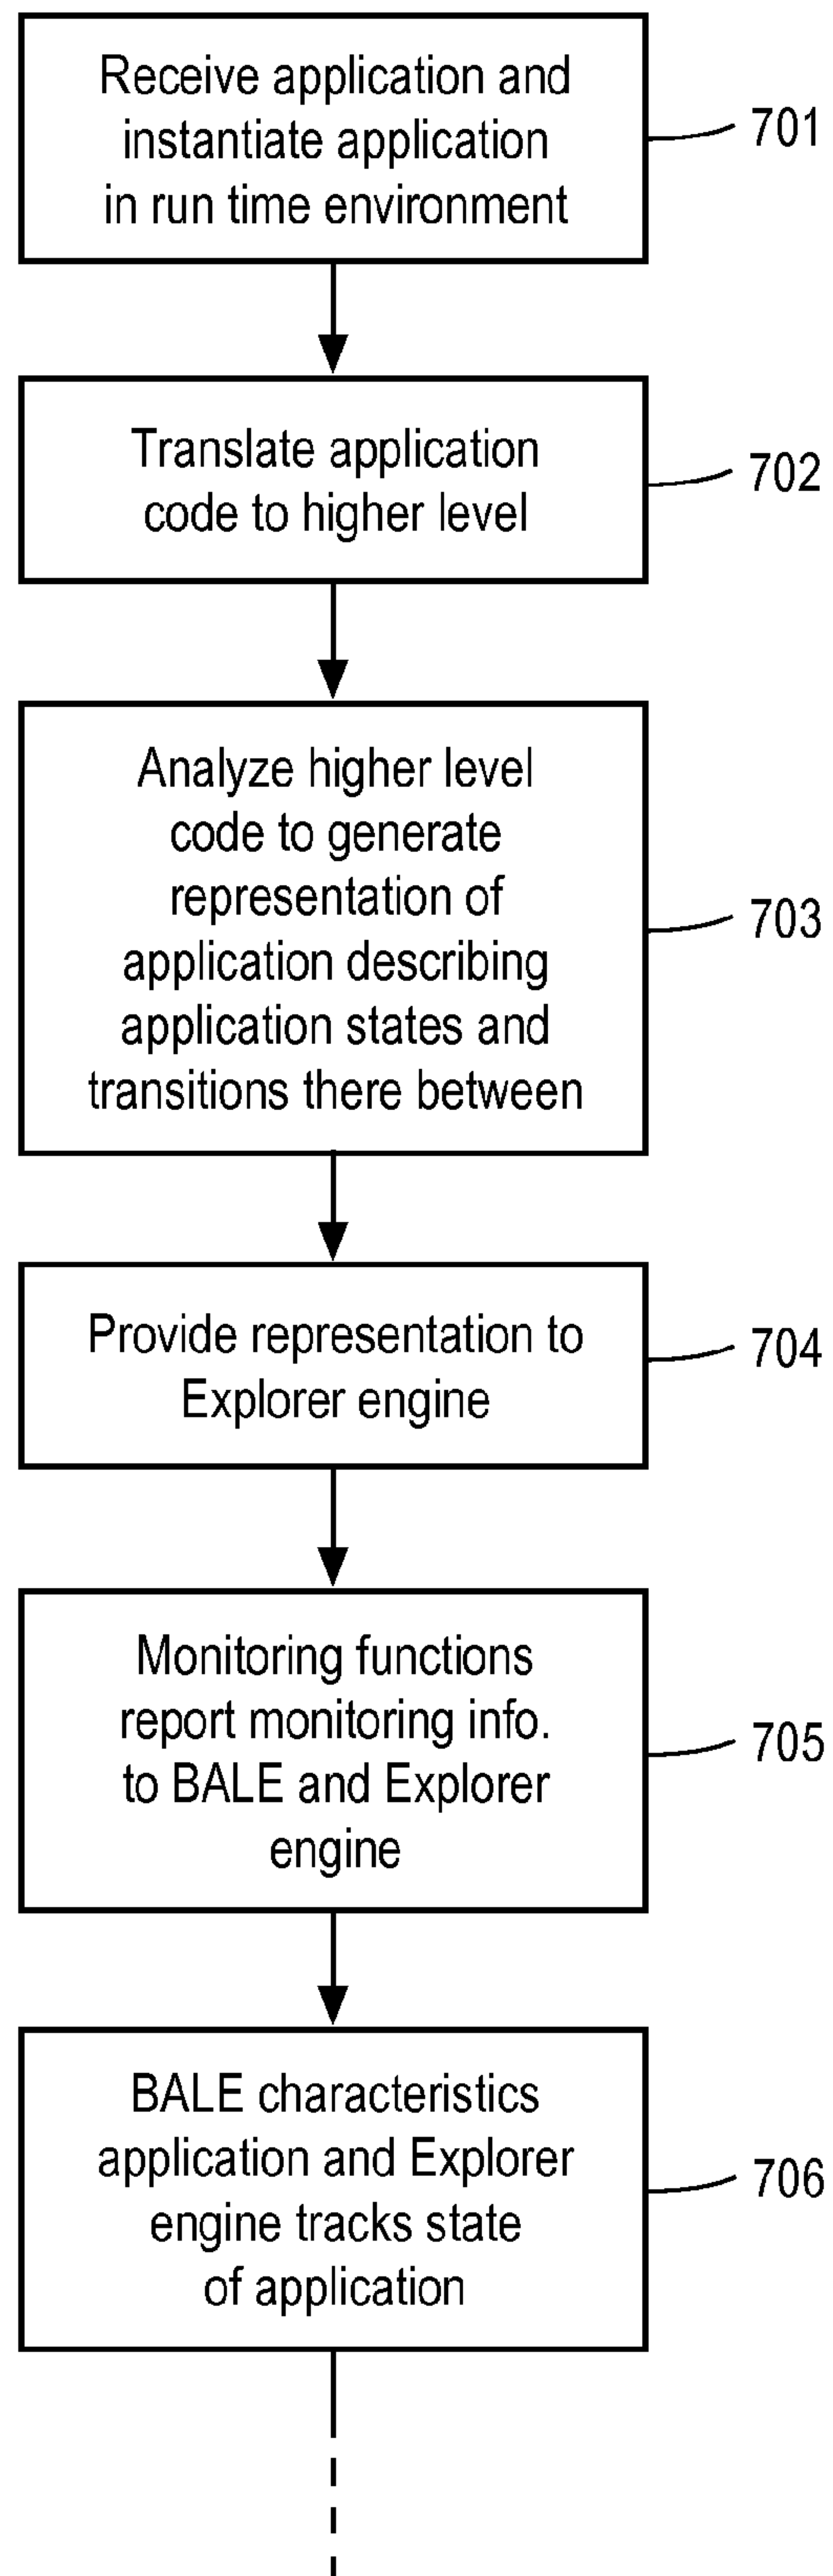 Receive application and
instantiate application
in run time environment
701
Translate application
code to higher level
702
Analyze higher level
code to generate
representation of
application describing
application states and
transitions there between
703
Provide representation to
Explorer engine
704
Monitoring functions
report monitoring info.
to BALE and Explorer
engine
705
BALE characteristics
application and Explorer
engine tracks state
of application
706